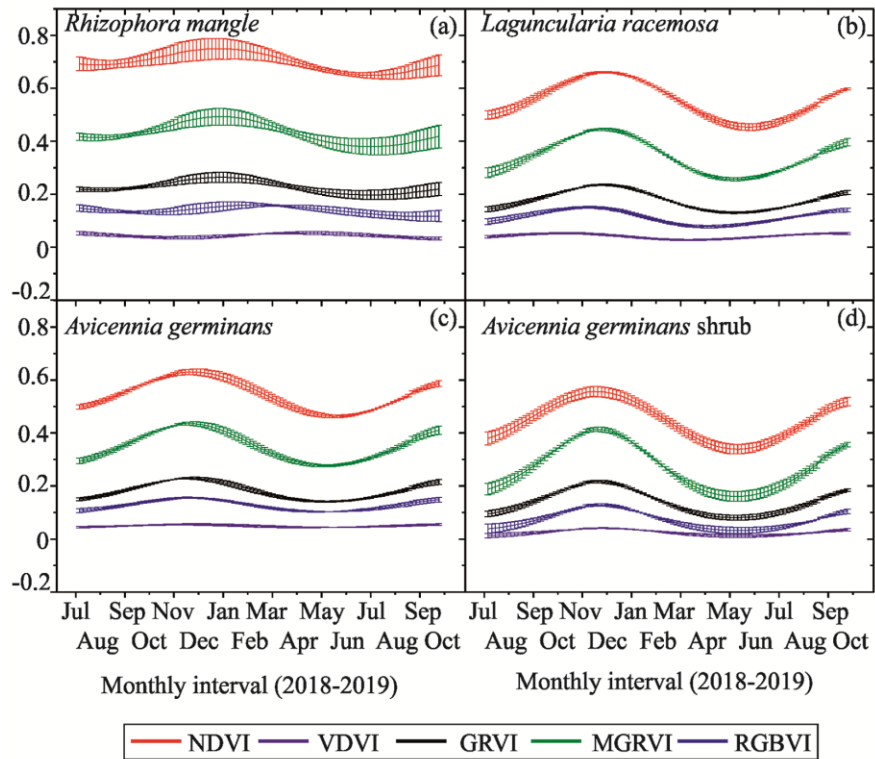 Rhizophora mangle (a)
Laguncularia racemosa (b)
0.8
0.6
0.4
0.2
0
-0.2
Avicennia germinans (c)
Avicennia germinans shrub (d)
0.8
0.6
0.4
0.2
0
-0.2
Jul Sep Nov Jan Mar May Jul Sep
Aug Oct Dec Feb Apr Jun Aug Oct
Jul Sep Nov Jan Mar May Jul Sep
Aug Oct Dec Feb Apr Jun Aug Oct
Monthly interval (2018-2019)
Monthly interval (2018-2019)
NDVI VDVI GRVI MGRVI RGBVI